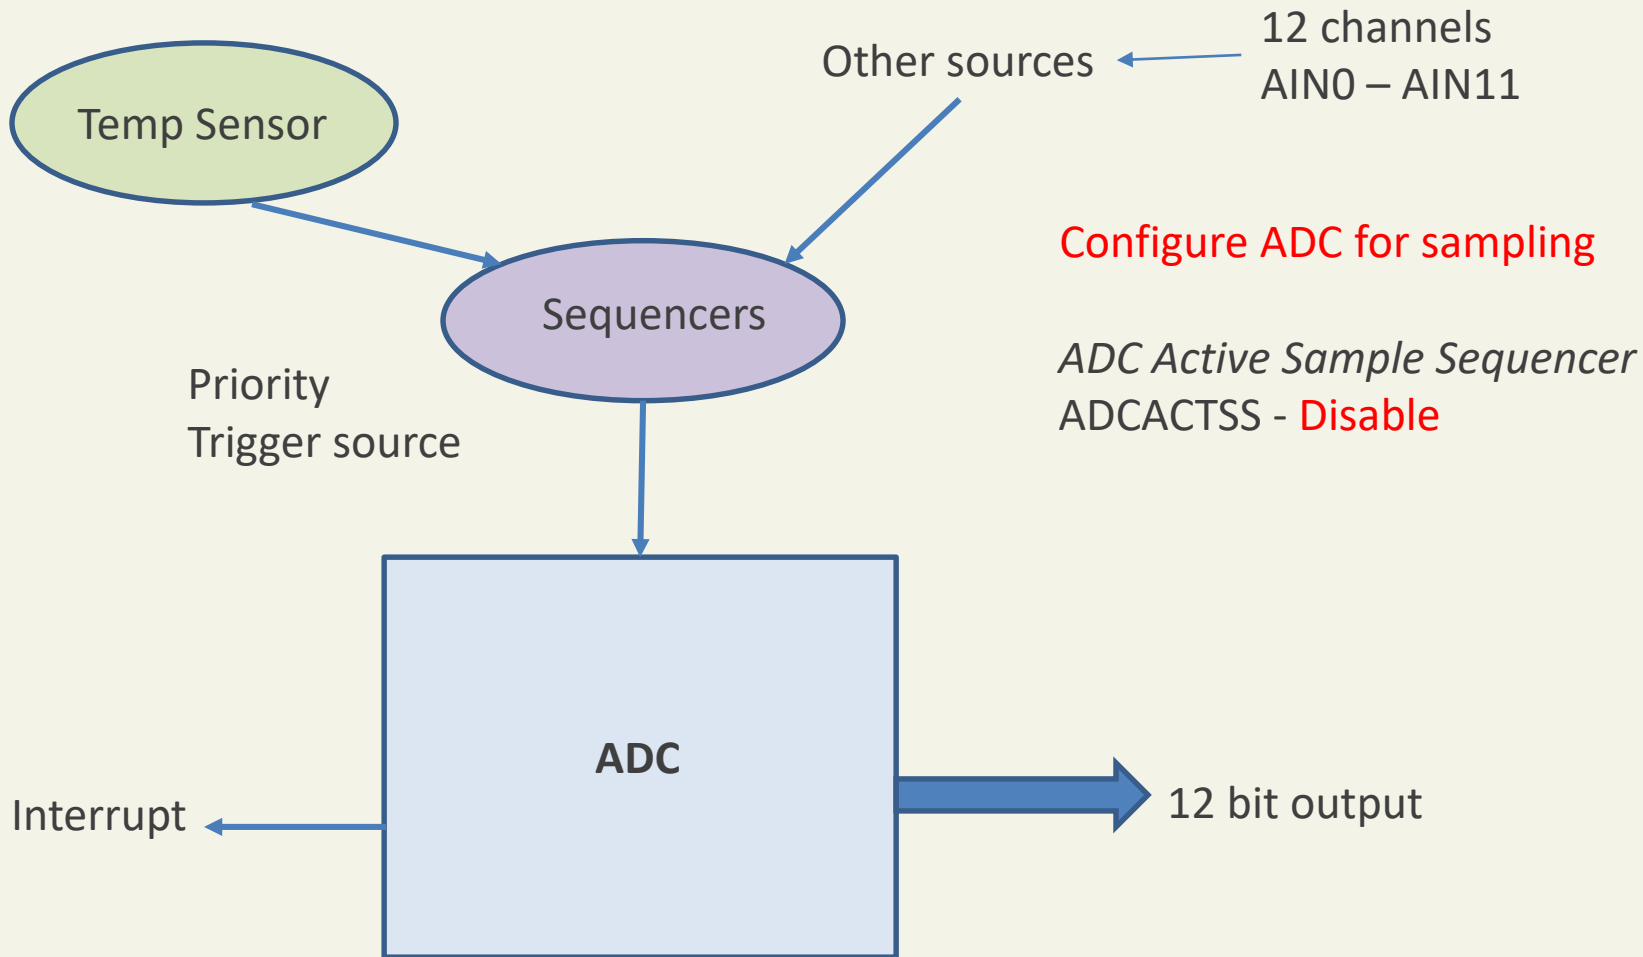 12 channels
AIN0 – AIN11
Other sources
Temp Sensor
Configure ADC for sampling
Sequencers
ADC Active Sample Sequencer
ADCACTSS - Disable
Priority
Trigger source
ADC
Interrupt
12 bit output